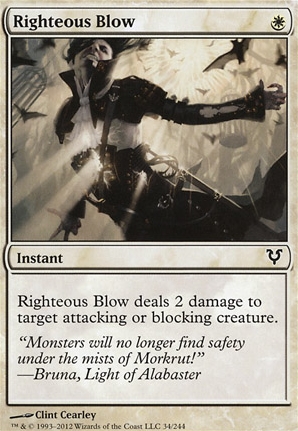 Righteous Blow
Instant
Righteous Blow deals 2 damage to
target attacking or blocking creature.
“Monsters will no longer find safety
under the mists of Morkrut!”
—Bruna, Light of Alabaster
Clint Cearley
™ & © 1993–2012 Wizards of the Coast LLC 34/244